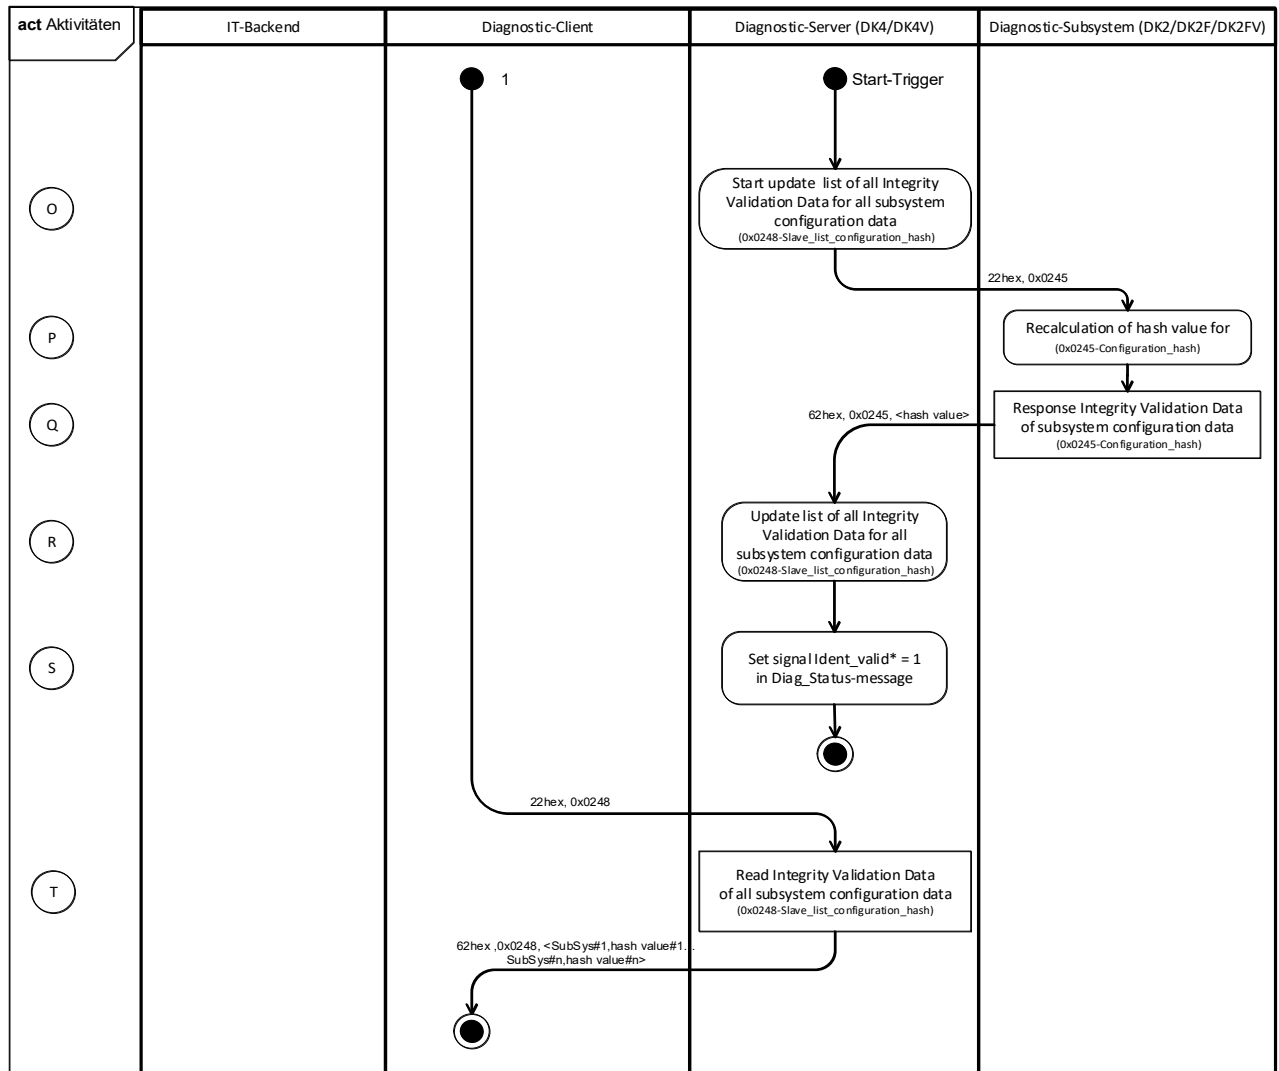 act Aktivitäten
IT-Backend
Diagnostic-Client
Diagnostic-Server (DK4/DK4V)
Diagnostic-Subsystem (DK2/DK2F/DK2FV)
1
Start-Trigger
O
Start update list of all Integrity
Validation Data for all subsystem
configuration data
(0x0248-Slave_list_configuration_hash)
22hex, 0x0245
P
Recalculation of hash value for
(0x0245-Configuration_hash)
Q
62hex, 0x0245, <hash value>
Response Integrity Validation Data
of subsystem configuration data
(0x0245-Configuration_hash)
R
Update list of all Integrity
Validation Data for all
subsystem configuration data
(0x0248-Slave_list_configuration_hash)
S
Set signal Ident_valid* = 1
in Diag_Status-message
22hex, 0x0248
T
Read Integrity Validation Data
of all subsystem configuration data
(0x0248-Slave_list_configuration_hash)
62hex ,0x0248, <SubSys#1,hash value#1...
SubSys#n,hash value#n>